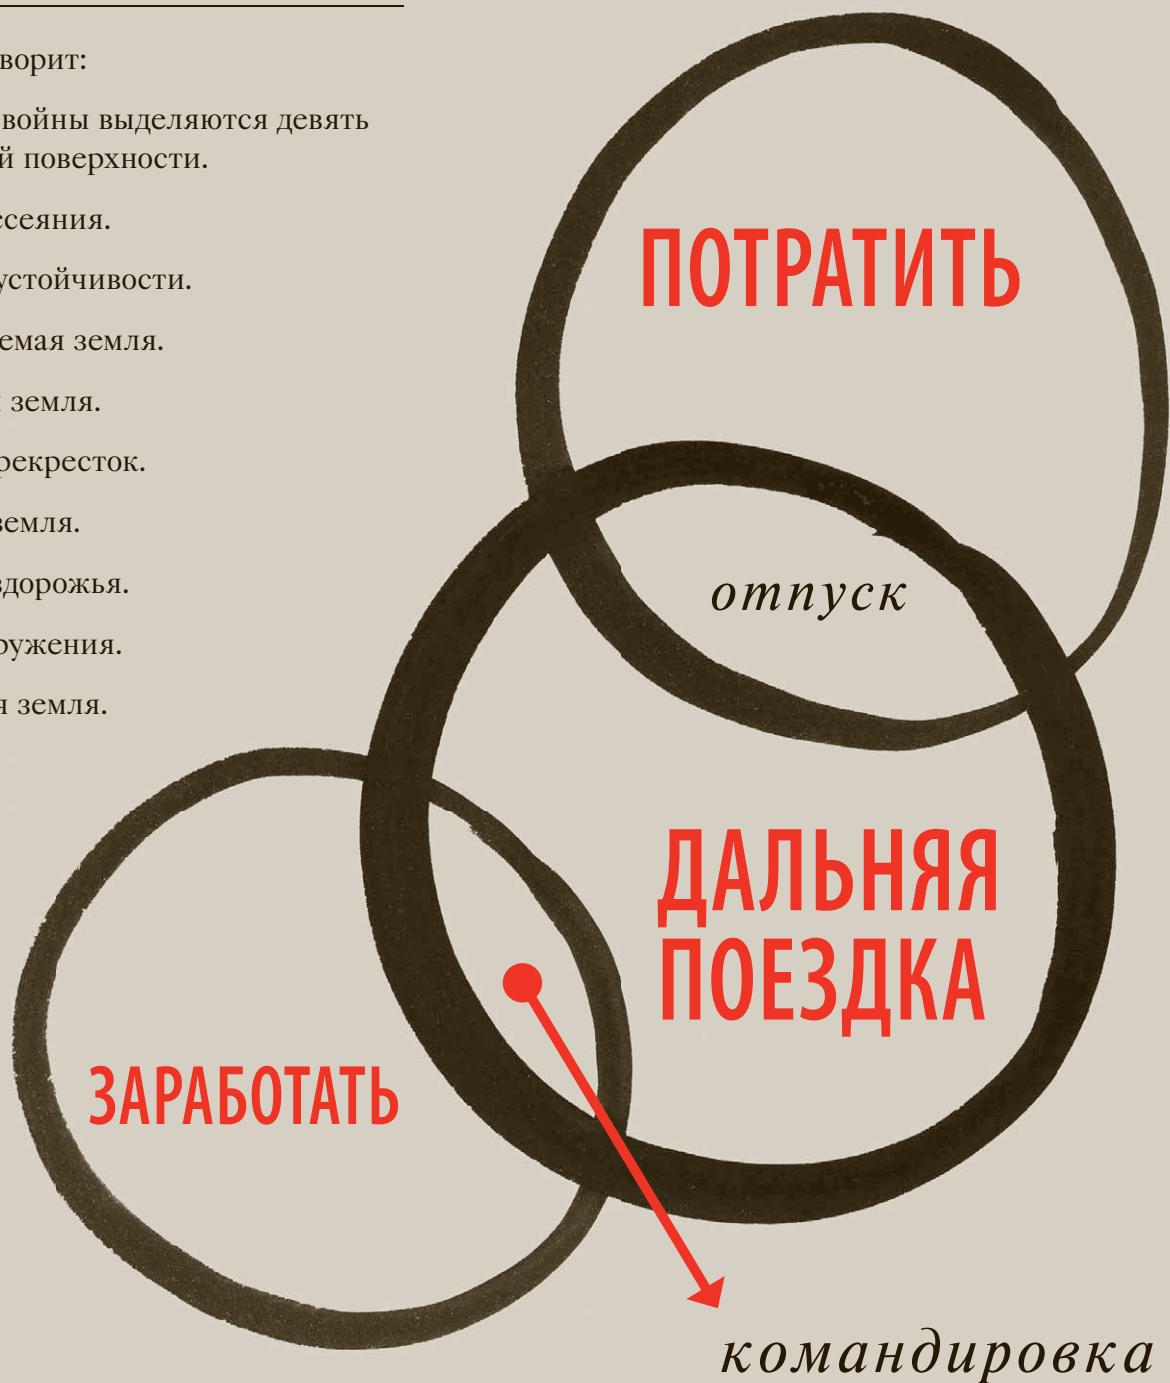 ворит:
войны выделяются девять
й поверхности.
сеяния.
устойчивости.
емая земля.
земля.
рекресток.
земля.
здорожья.
ружения.
я земля.
ПОТРАТИТЬ
отпуск
ДАЛЬНЯЯ
ПОЕЗДКА
ЗАРАБОТАТЬ
командировка